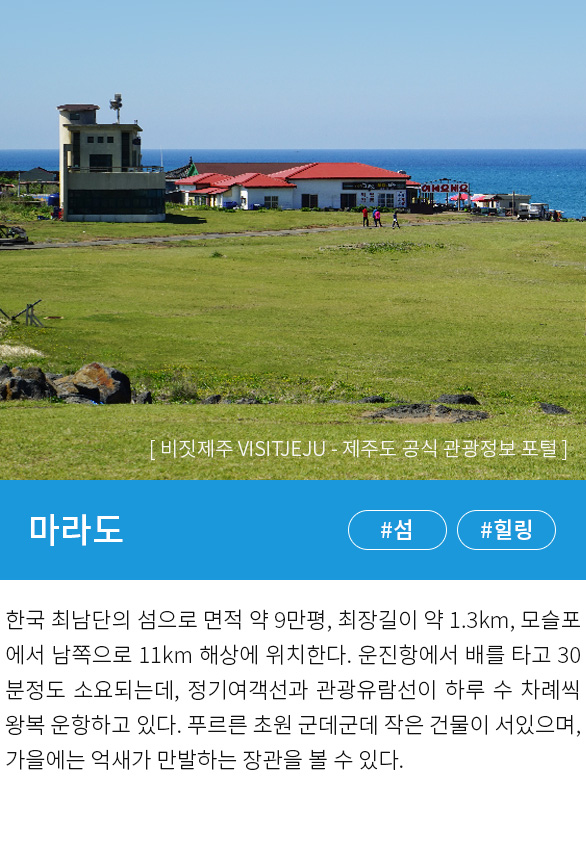 어서오세요
[ 비짓제주 VISITJEJU - 제주도 공식 관광정보 포털 ]
마라도
#섬 #힐링
한국 최남단의 섬으로 면적 약 9만평, 최장길이 약 1.3km, 모슬포
에서 남쪽으로 11km 해상에 위치한다. 운진항에서 배를 타고 30
분정도 소요되는데, 정기여객선과 관광유람선이 하루 수 차례씩
왕복 운항하고 있다. 푸르른 초원 군데군데 작은 건물이 서있으며,
가을에는 억새가 만발하는 장관을 볼 수 있다.